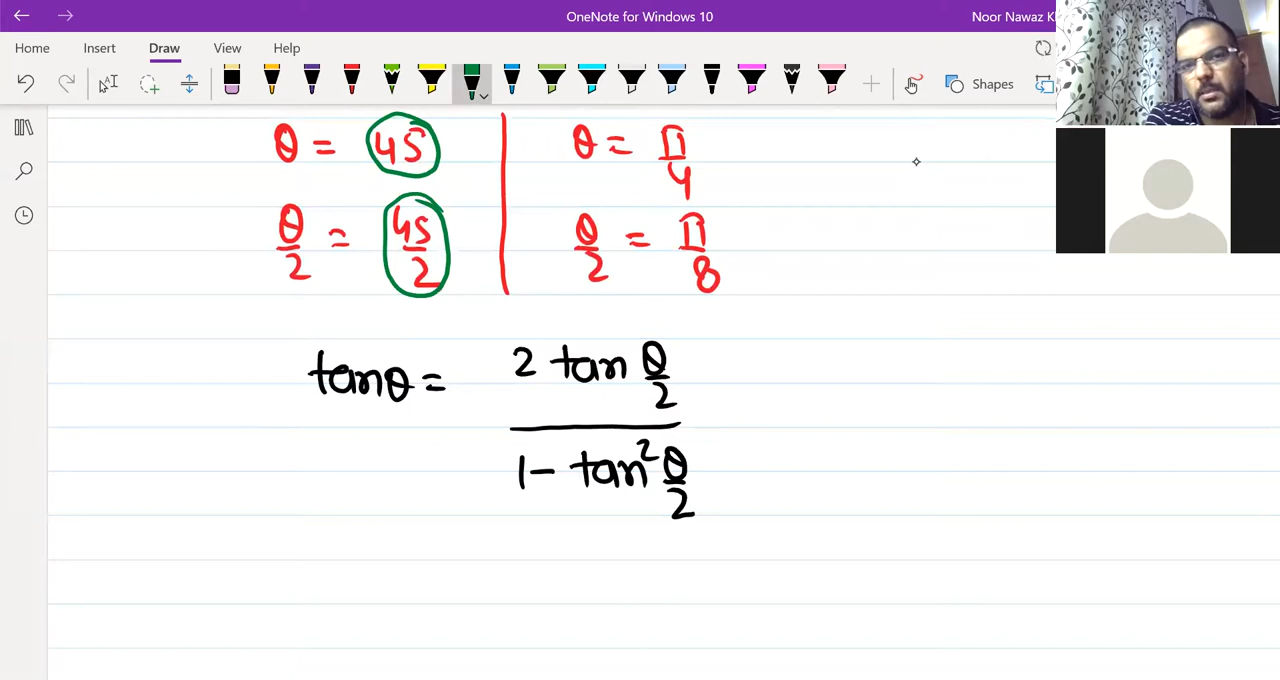 OneNote for Windows 10
Noor Nawaz K
Home Insert Draw View Help
Shapes
θ = 45
θ = π/4
θ/2 = 45/2
θ/2 = π/8
tanθ = 2 tan θ/2
1 - tan² θ/2